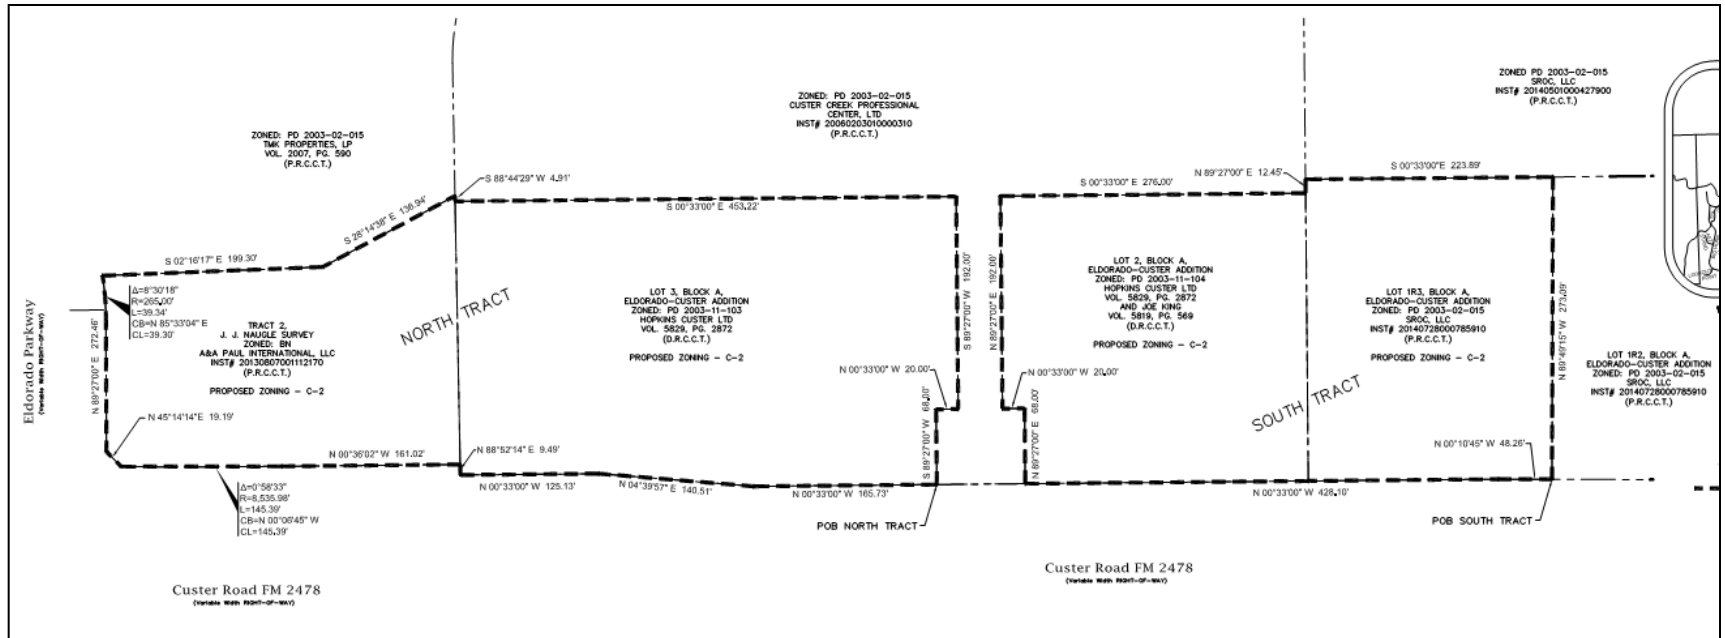 ZONED: PD 2003-02-015
TMK PROPERTIES, LP
VOL. 2007, PG. 590
(P.R.C.C.T.)
ZONED: PD 2003-02-015
CUSTER CREEK PROFESSIONAL
CENTER, LTD
INST# 20060203010000310
(P.R.C.C.T.)
ZONED PD 2003-02-015
SROC, LLC
INST# 20140501000427900
(P.R.C.C.T.)
S 88°44'29" W 4.91'
S 00°33'00" E 453.22'
S 28°14'38" E 136.94'
S 02°16'17" E 199.30'
S 00°33'00" E 276.00'
N 89°27'00" E 12.45'
S 00°33'00"E 223.89'
Eldorado Parkway
(Variable Width RIGHT-OF-WAY)
N 89°27'00" E 272.46'
Δ=8°30'18"
R=265.00'
L=39.34'
CB=N 85°33'04" E
CL=39.30'
TRACT 2,
J. J. NAUGLE SURVEY
ZONED: BN
A&A PAUL INTERNATIONAL, LLC
INST# 20130807001112170
(P.R.C.C.T.)
PROPOSED ZONING - C-2
NORTH TRACT
LOT 3, BLOCK A,
ELDORADO-CUSTER ADDITION
ZONED: PD 2003-11-103
HOPKINS CUSTER LTD
VOL. 5829, PG. 2872
(D.R.C.C.T.)
PROPOSED ZONING - C-2
S 89°27'00" W 192.00'
N 89°27'00" E 192.00'
LOT 2, BLOCK A,
ELDORADO-CUSTER ADDITION
ZONED: PD 2003-11-104
HOPKINS CUSTER LTD
VOL. 5829, PG. 2872
AND JOE KING
VOL. 5819, PG. 569
(D.R.C.C.T.)
PROPOSED ZONING - C-2
LOT 1R3, BLOCK A,
ELDORADO-CUSTER ADDITION
ZONED: PD 2003-02-015
SROC, LLC
INST# 20140728000785910
(P.R.C.C.T.)
PROPOSED ZONING - C-2
N 89°49'15" W 273.09'
LOT 1R2, BLOCK A,
ELDORADO-CUSTER ADDITION
ZONED: PD 2003-02-015
SROC, LLC
INST# 20140728000785910
(P.R.C.C.T.)
SOUTH TRACT
N 00°33'00" W 20.00'
N 00°33'00" W 20.00'
S 89°27'00" W 68.00'
N 89°27'00" E 68.00'
N 45°14'14" E 19.19'
N 00°36'02" W 161.02'
N 88°52'14" E 9.49'
N 00°10'45" W 48.26'
N 00°33'00" W 125.13'
N 04°39'57" E 140.51'
N 00°33'00" W 165.73'
N 00°33'00" W 428.10'
Δ=0°58'33"
R=8,535.98'
L=145.39'
CB=N 00°06'45" W
CL=145.39'
POB NORTH TRACT
POB SOUTH TRACT
Custer Road FM 2478
(Variable Width RIGHT-OF-WAY)
Custer Road FM 2478
(Variable Width RIGHT-OF-WAY)